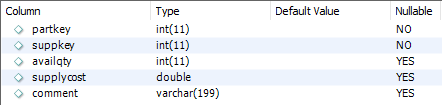 Column Type Default Value Nullable
partkey int(11) NO
suppkey int(11) NO
availqty int(11) YES
supplycost double YES
comment varchar(199) YES